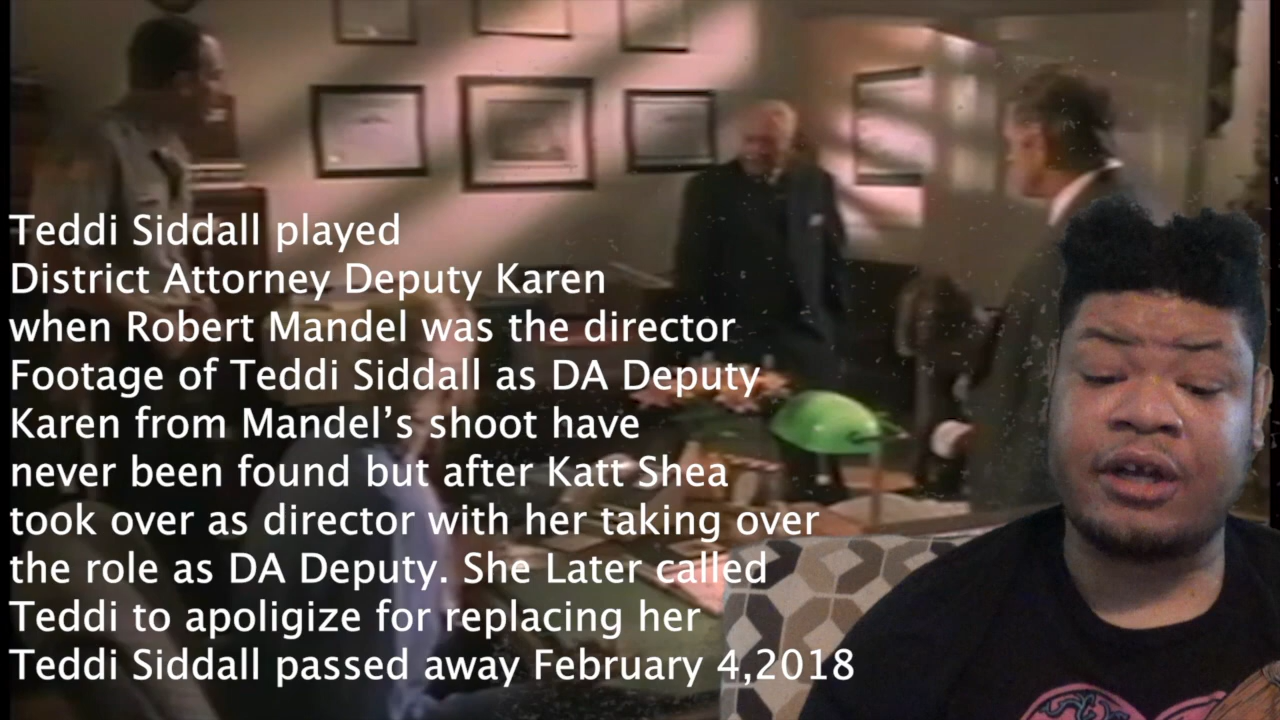 Teddi Siddall played
District Attorney Deputy Karen
when Robert Mandel was the director
Footage of Teddi Siddall as DA Deputy
Karen from Mandel's shoot have
never been found but after Katt Shea
took over as director with her taking over
the role as DA Deputy. She Later called
Teddi to apoligize for replacing her
Teddi Siddall passed away February 4,2018